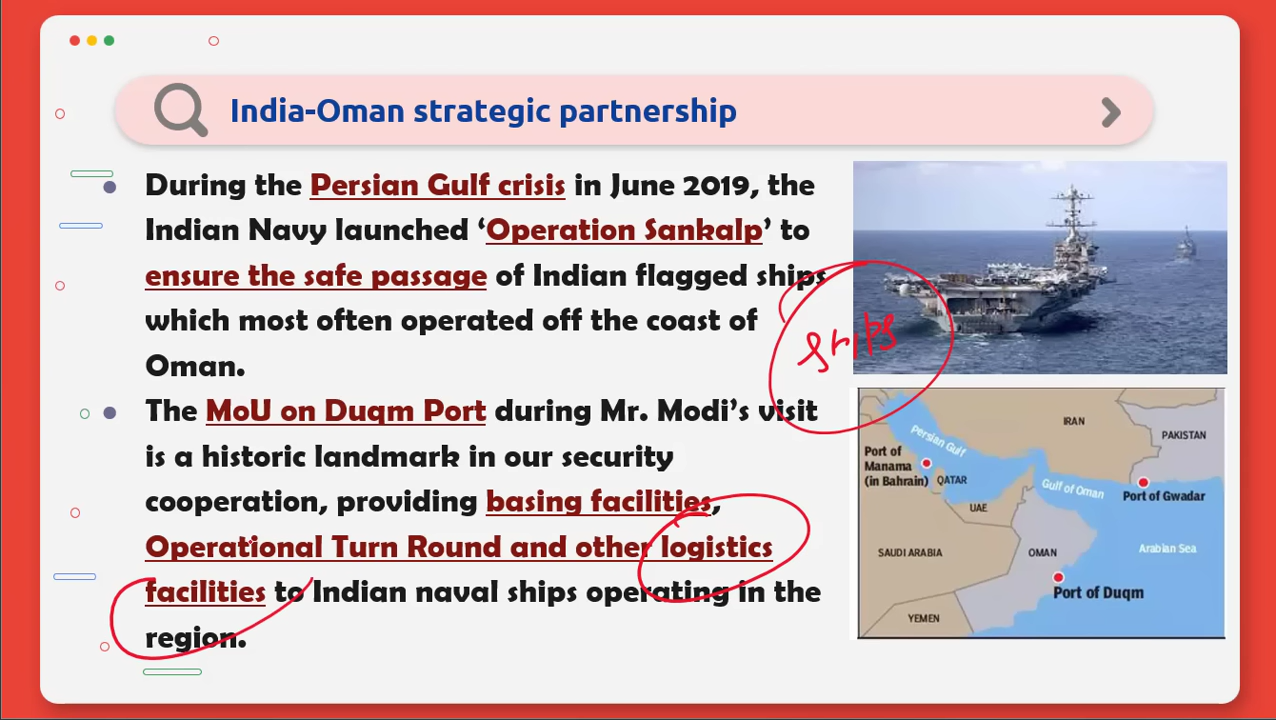 India-Oman strategic partnership
During the Persian Gulf crisis in June 2019, the
Indian Navy launched ‘Operation Sankalp’ to
ensure the safe passage of Indian flagged ships
which most often operated off the coast of
Oman.
The MoU on Duqm Port during Mr. Modi’s visit
is a historic landmark in our security
cooperation, providing basing facilities,
Operational Turn Round and other logistics
facilities to Indian naval ships operating in the
region.
ships
IRAN
PAKISTAN
Persian Gulf
Port of
Manama
(in Bahrain)
QATAR
Gulf of Oman
Port of Gwadar
UAE
SAUDI ARABIA
OMAN
Arabian Sea
Port of Duqm
YEMEN